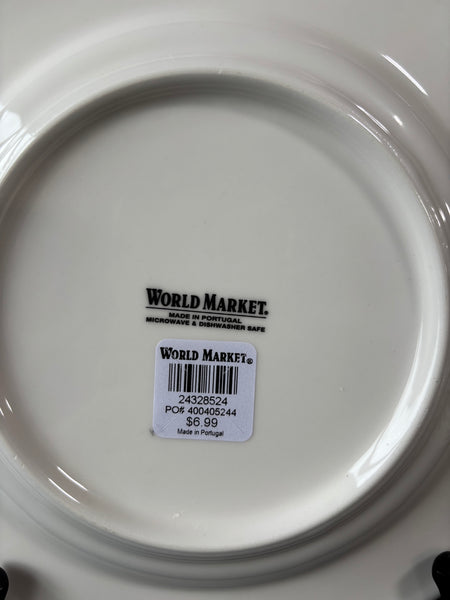 WORLD MARKET.
MADE IN PORTUGAL
MICROWAVE & DISHWASHER SAFE
WORLD MARKET®
24328524
PO# 400405244
$6.99
Made in Portugal